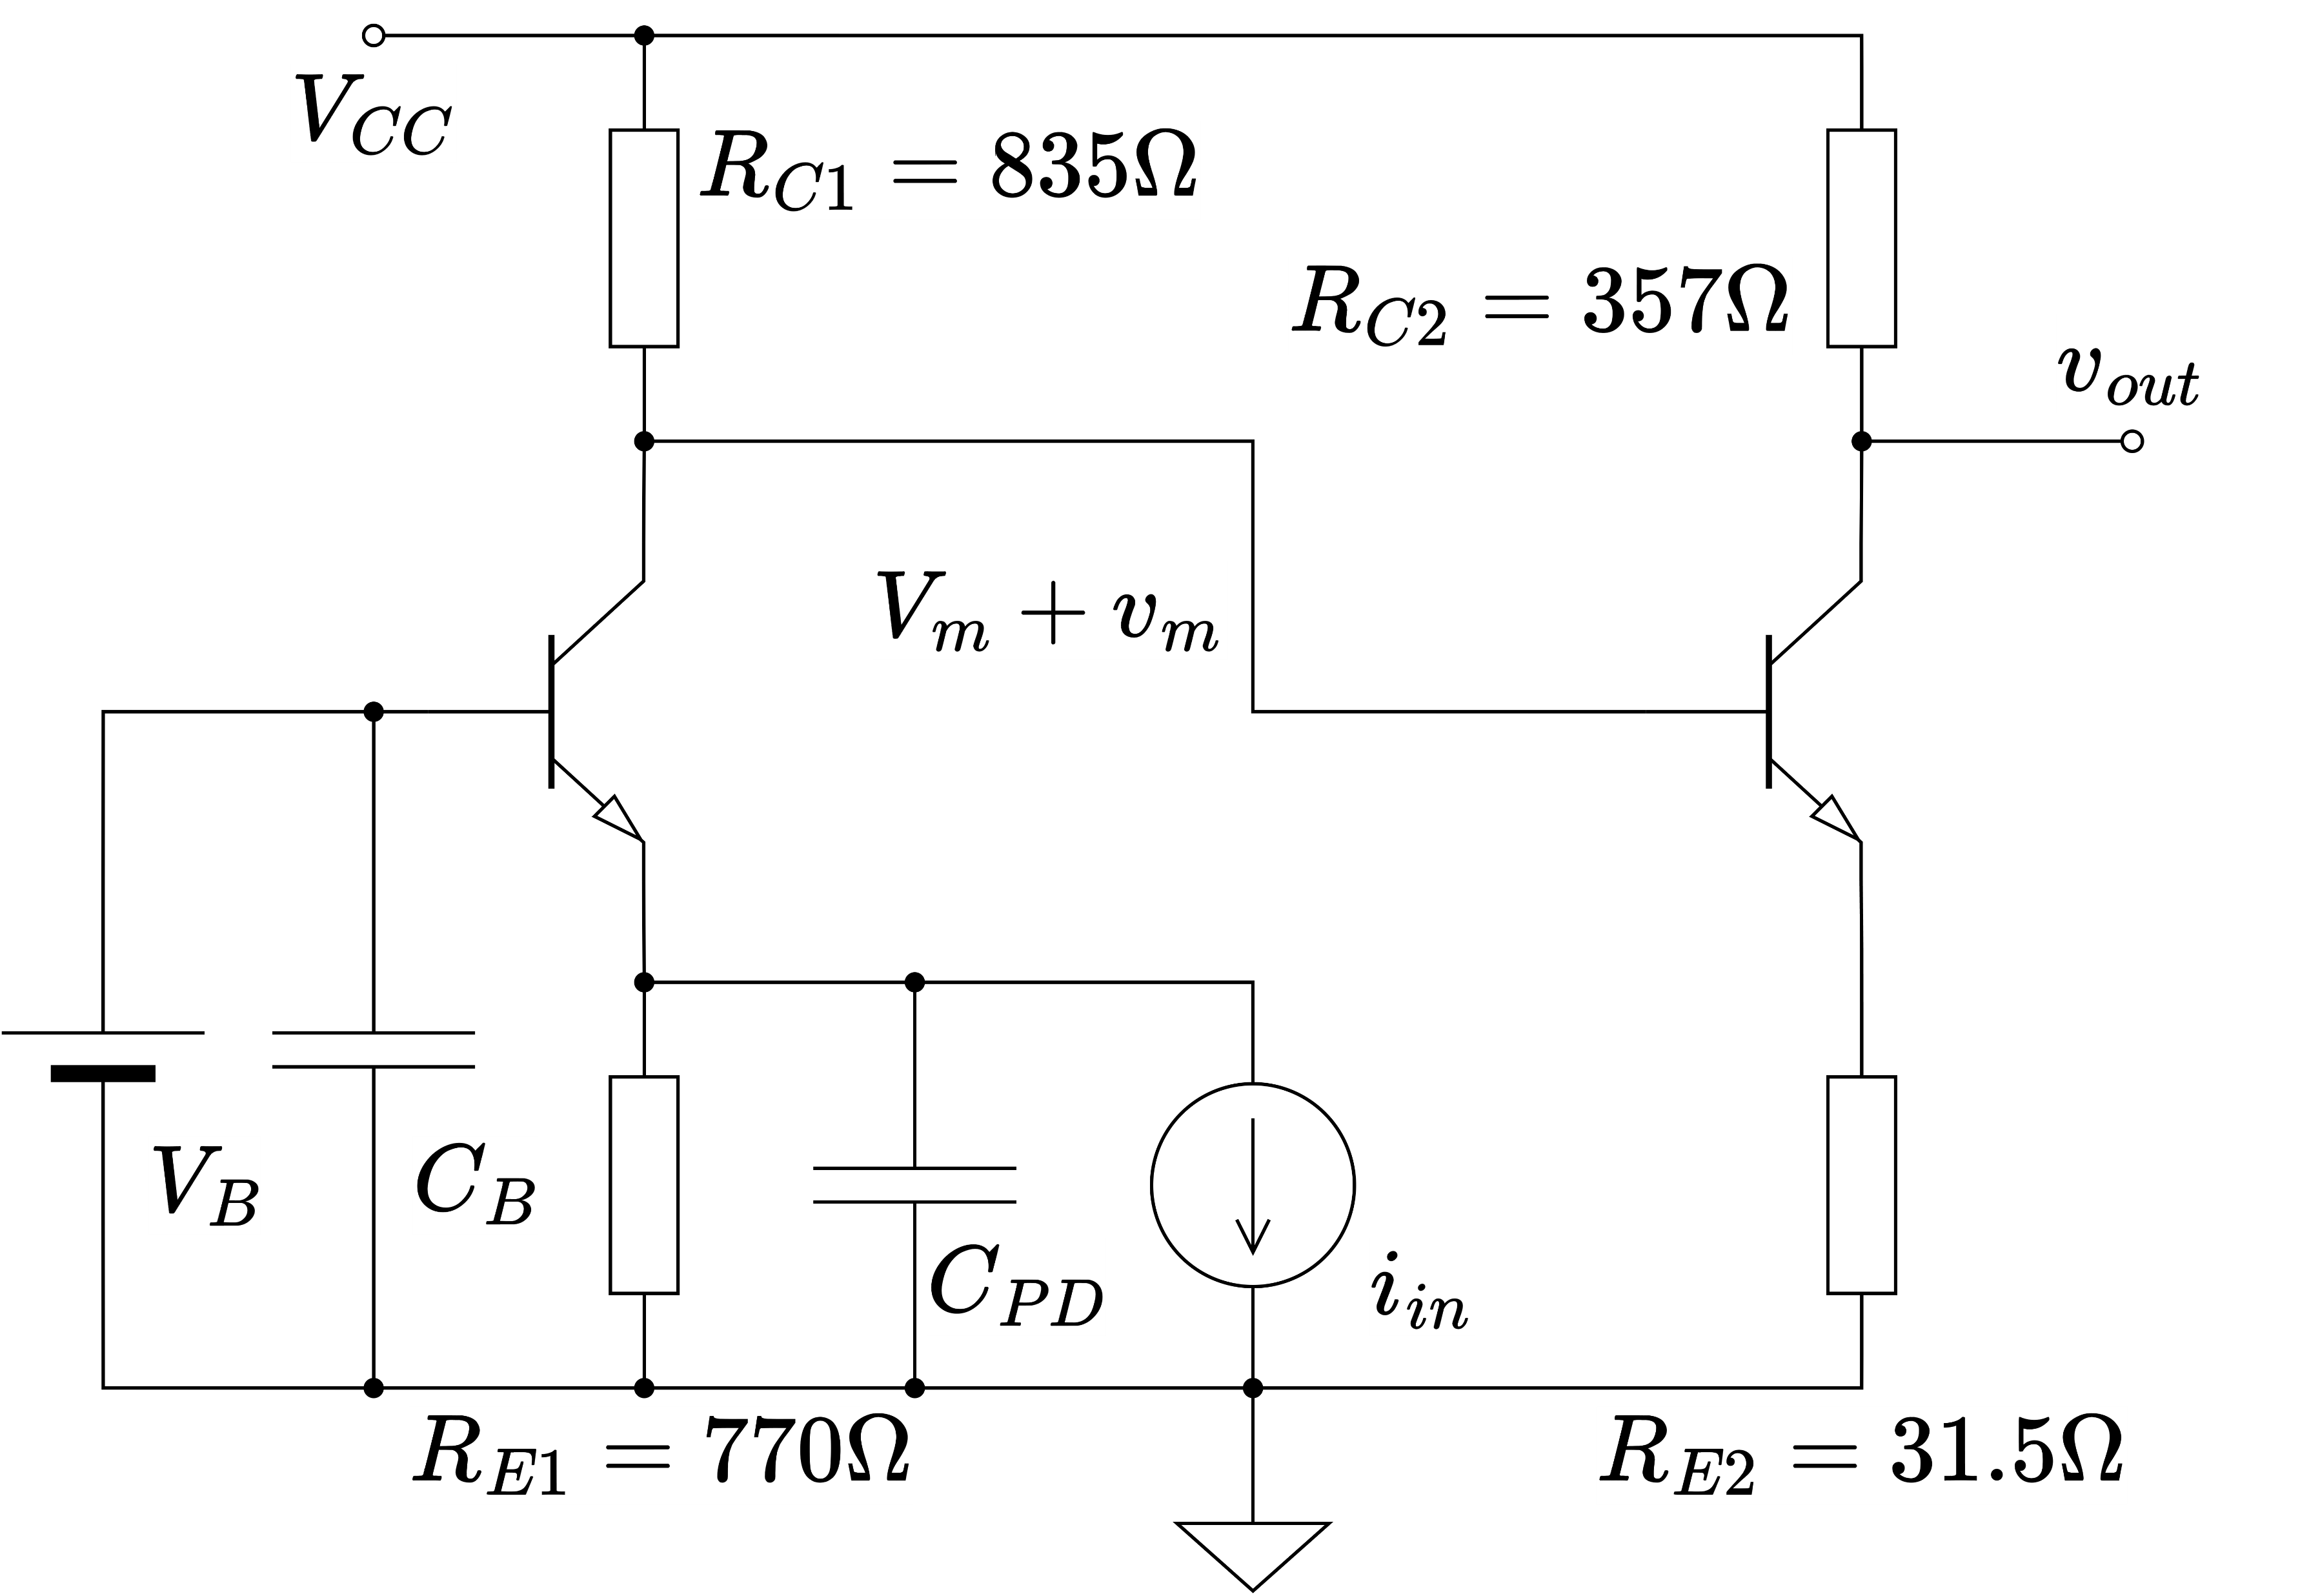 V_CC
R_C1 = 835Ω
R_C2 = 357Ω
v_out
V_m + v_m
V_B
C_B
C_PD
i_in
R_E1 = 770Ω
R_E2 = 31.5Ω